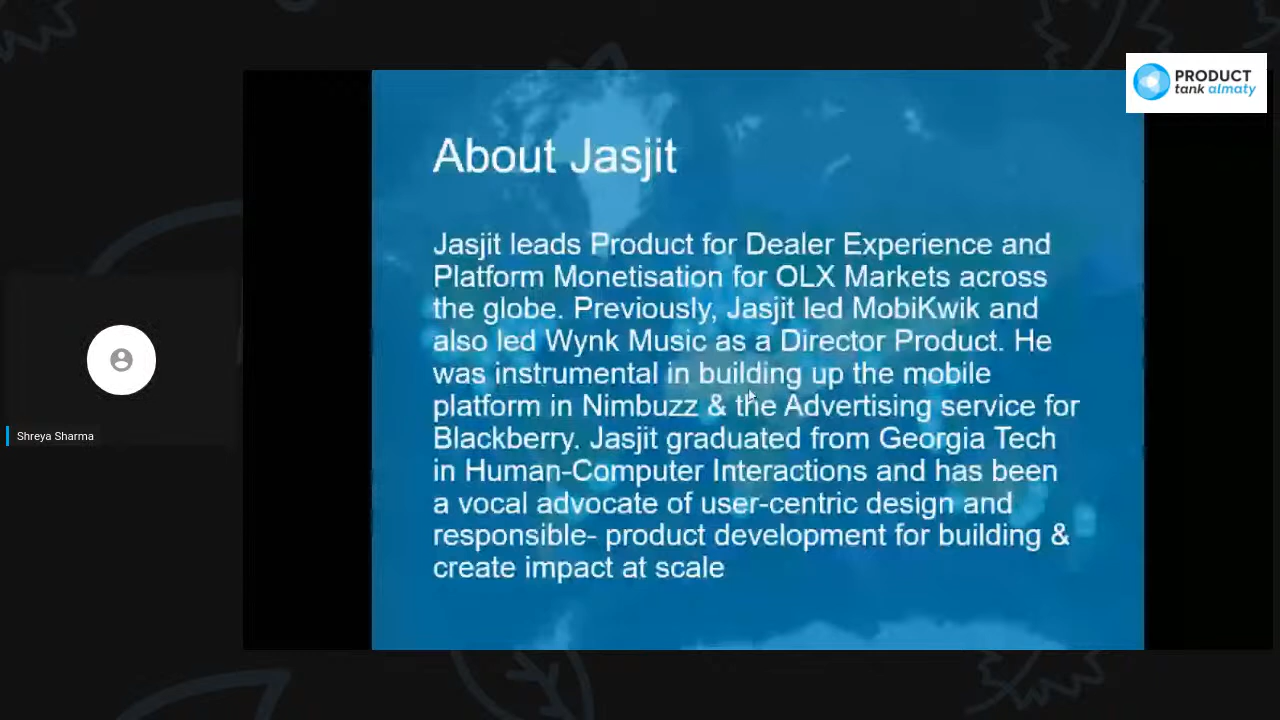 PRODUCT
tank almaty
About Jasjit
Jasjit leads Product for Dealer Experience and
Platform Monetisation for OLX Markets across
the globe. Previously, Jasjit led MobiKwik and
also led Wynk Music as a Director Product. He
was instrumental in building up the mobile
platform in Nimbuzz & the Advertising service for
Blackberry. Jasjit graduated from Georgia Tech
in Human-Computer Interactions and has been
a vocal advocate of user-centric design and
responsible- product development for building &
create impact at scale
Shreya Sharma